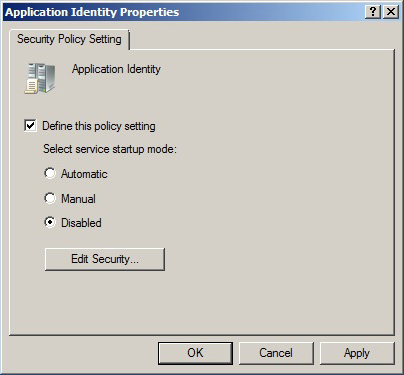 Application Identity Properties
Security Policy Setting
Application Identity
Define this policy setting
Select service startup mode:
Automatic
Manual
Disabled
Edit Security...
OK Cancel Apply